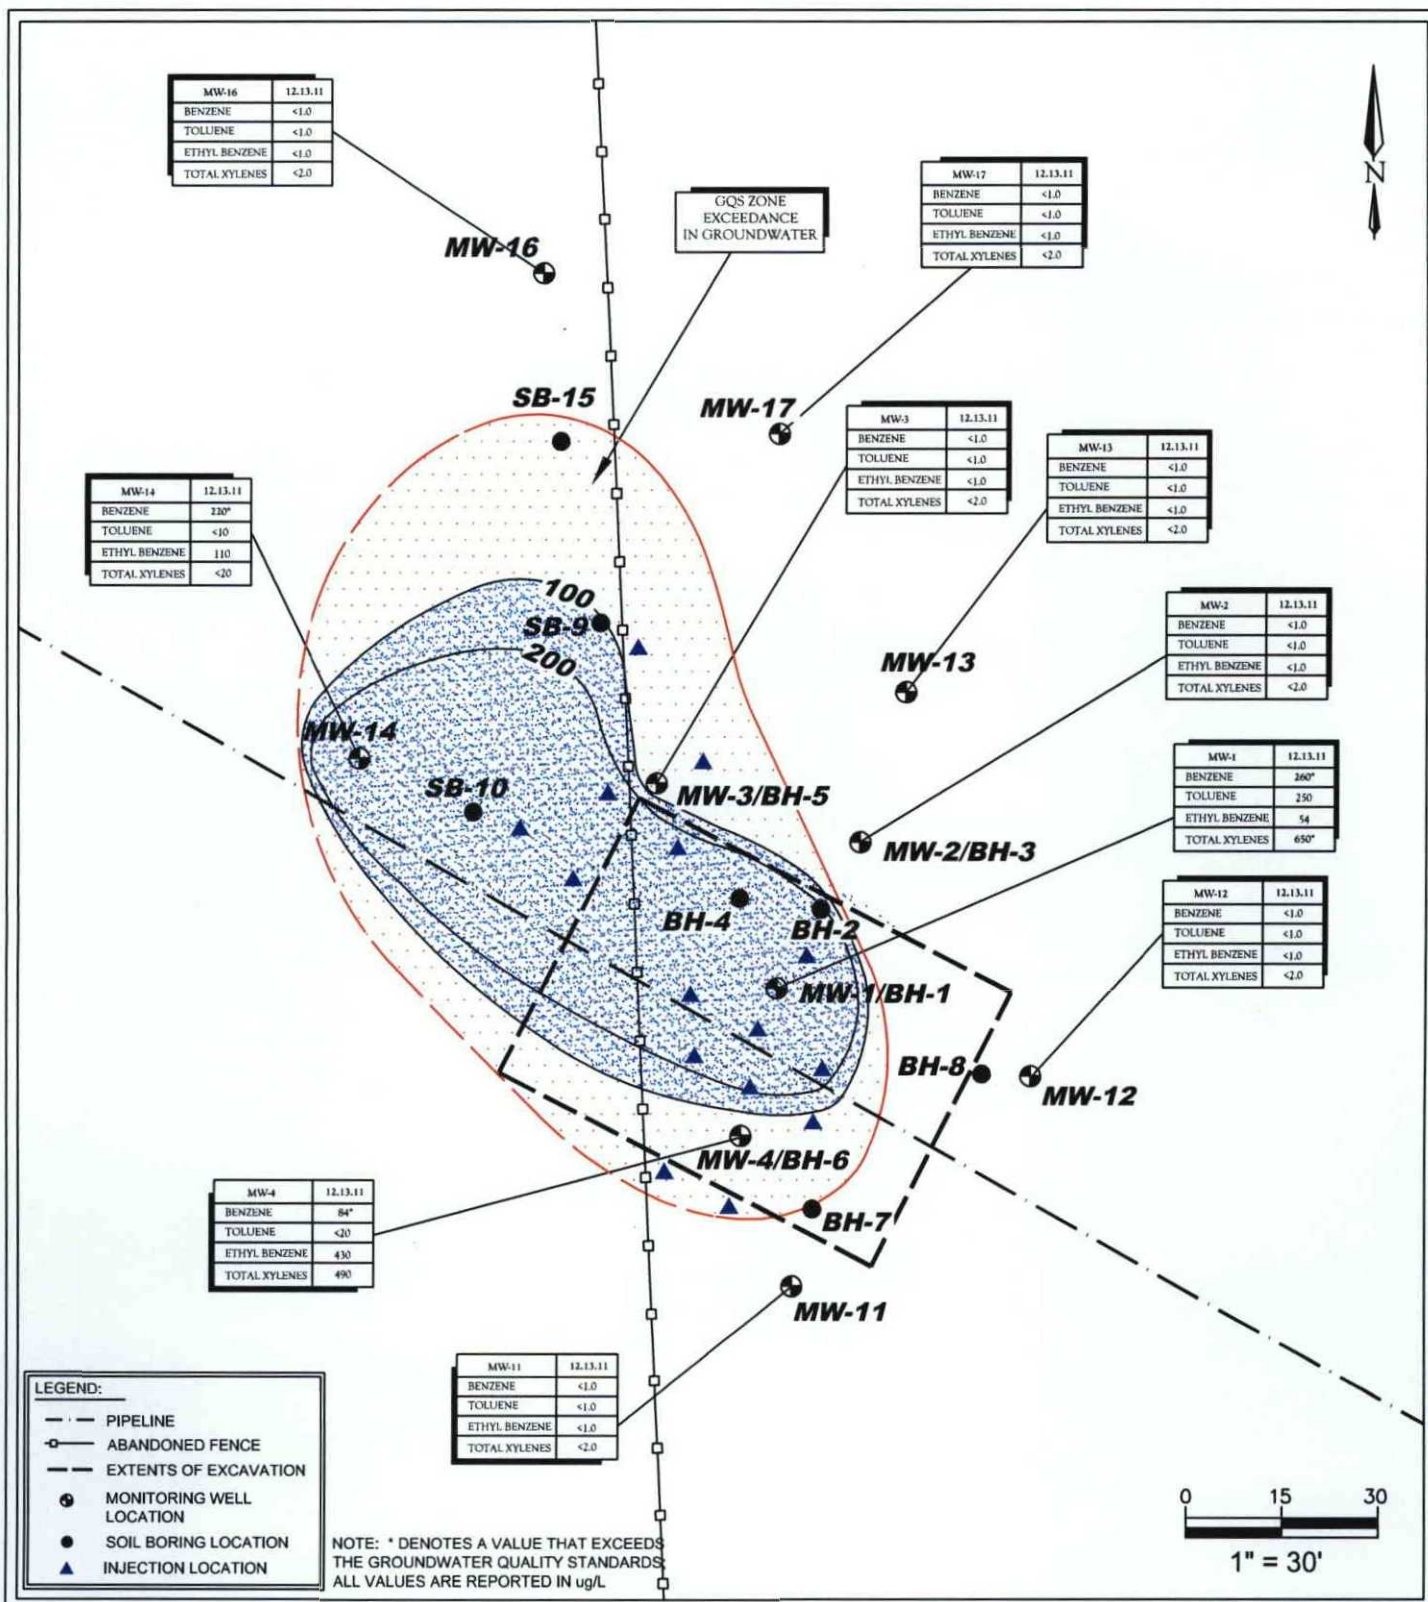 MW-16 12.13.11
BENZENE <1.0
TOLUENE <1.0
ETHYL BENZENE <1.0
TOTAL XYLENES <2.0
N
MW-17 12.13.11
BENZENE <1.0
TOLUENE <1.0
ETHYL BENZENE <1.0
TOTAL XYLENES <2.0
GQS ZONE
EXCEEDANCE
IN GROUNDWATER
MW-16
SB-15
MW-17
MW-3 12.13.11
BENZENE <1.0
TOLUENE <1.0
ETHYL BENZENE <1.0
TOTAL XYLENES <2.0
MW-13 12.13.11
BENZENE <1.0
TOLUENE <1.0
ETHYL BENZENE <1.0
TOTAL XYLENES <2.0
MW-14 12.13.11
BENZENE 220*
TOLUENE <10
ETHYL BENZENE 110
TOTAL XYLENES <20
100
SB-9
200
MW-2 12.13.11
BENZENE <1.0
TOLUENE <1.0
ETHYL BENZENE <1.0
TOTAL XYLENES <2.0
MW-13
MW-14
SB-10
MW-3/BH-5
MW-1 12.13.11
BENZENE 260*
TOLUENE 250
ETHYL BENZENE 54
TOTAL XYLENES 650*
MW-2/BH-3
BH-4
BH-2
MW-12 12.13.11
BENZENE <1.0
TOLUENE <1.0
ETHYL BENZENE <1.0
TOTAL XYLENES <2.0
MW-1/BH-1
BH-8
MW-12
MW-4/BH-6
MW-4 12.13.11
BENZENE 84*
TOLUENE <20
ETHYL BENZENE 430
TOTAL XYLENES 490
BH-7
MW-11
MW-11 12.13.11
BENZENE <1.0
TOLUENE <1.0
ETHYL BENZENE <1.0
TOTAL XYLENES <2.0
LEGEND:
PIPELINE
ABANDONED FENCE
EXTENTS OF EXCAVATION
MONITORING WELL
LOCATION
SOIL BORING LOCATION
INJECTION LOCATION
NOTE: * DENOTES A VALUE THAT EXCEEDS
THE GROUNDWATER QUALITY STANDARDS
ALL VALUES ARE REPORTED IN ug/L
0 15 30
1" = 30'